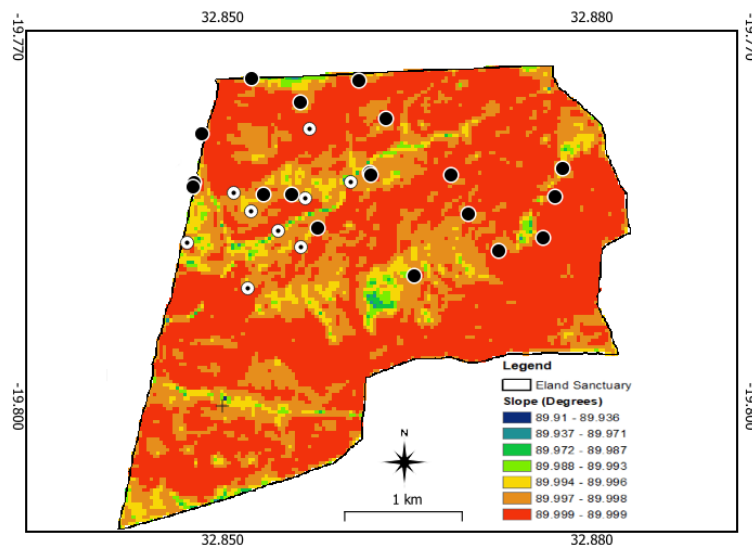 32.850 32.880
-19.770 -19.770
Legend
Eland Sanctuary
Slope (Degrees)
89.91 - 89.936
89.937 - 89.971
89.972 - 89.987
89.988 - 89.993
89.994 - 89.996
89.997 - 89.998
89.999 - 89.999
-19.800 -19.800
N
1 km
32.850 32.880